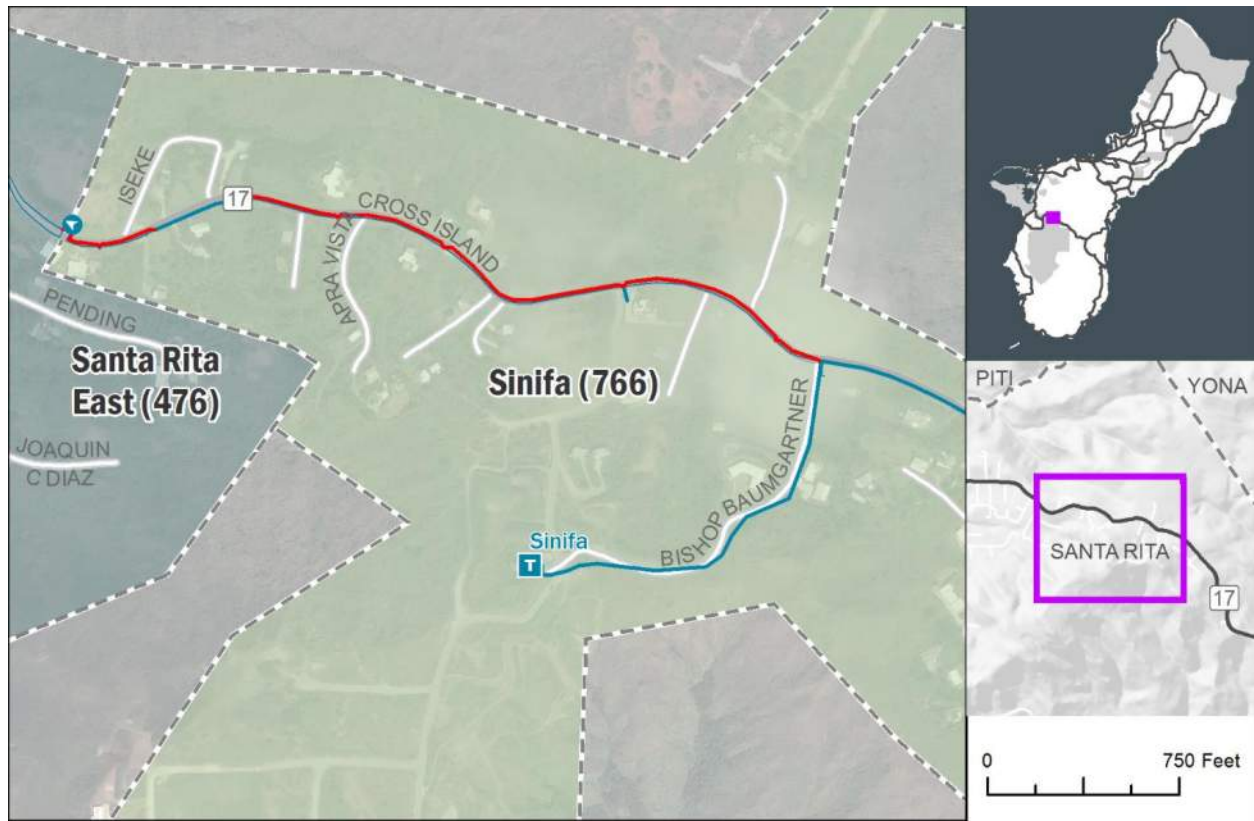 ISEKE
17
CROSS ISLAND
APRA VISTA
PENDING
Santa Rita
East (476)
Sinifa (766)
JOAQUIN
C DIAZ
BISHOP BAUMGARTNER
Sinifa
T
PITI
YONA
SANTA RITA
17
0
750 Feet